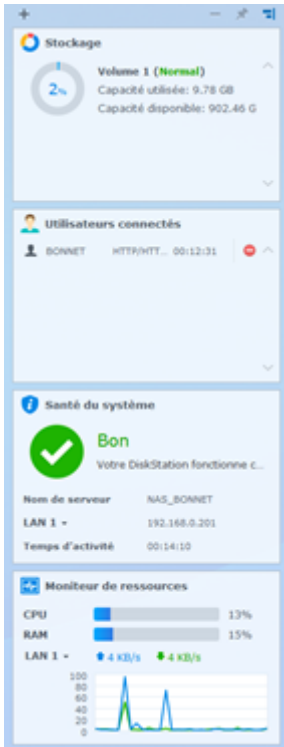 Stockage
2%
Volume 1 (Normal)
Capacité utilisée: 9.78 GB
Capacité disponible: 902.46 G
Utilisateurs connectés
BONNET HTTP/HTT... 00:12:31
Santé du système
Bon
Votre DiskStation fonctionne c...
Nom de serveur NAS_BONNET
LAN 1 192.168.0.201
Temps d'activité 00:14:10
Moniteur de ressources
CPU 13%
RAM 15%
LAN 1 4 KB/s 4 KB/s
100
80
60
40
20
0